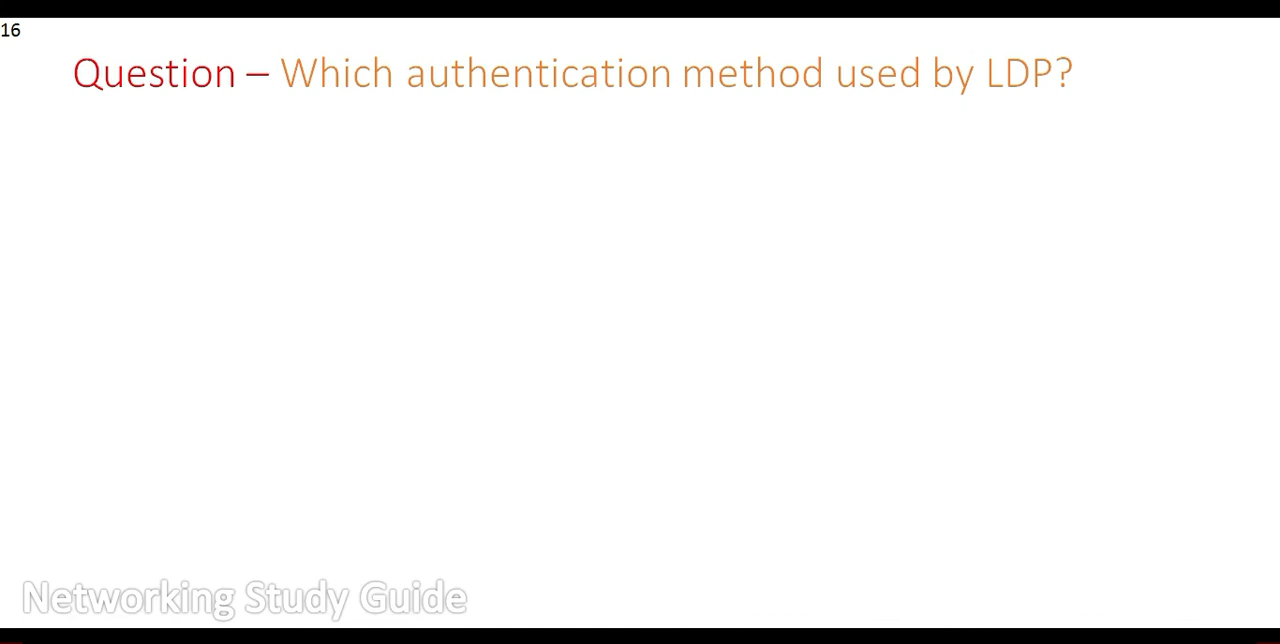 16
Question – Which authentication method used by LDP?
Networking Study Guide